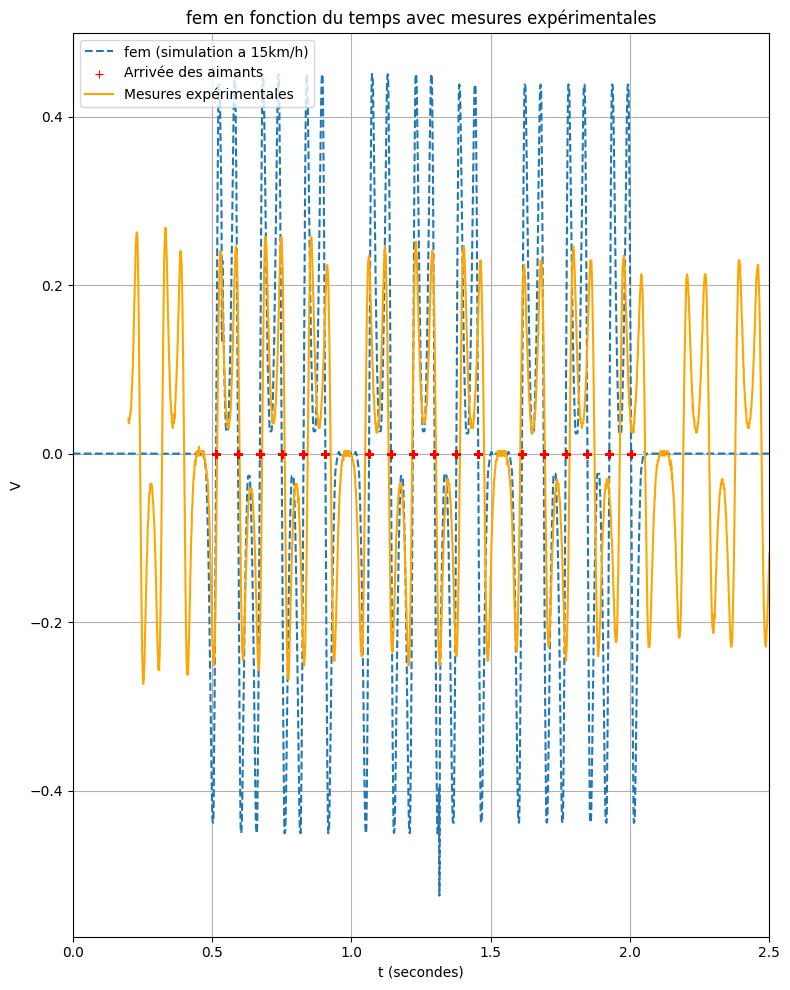 fem en fonction du temps avec mesures expérimentales
fem (simulation a 15km/h)
Arrivée des aimants
Mesures expérimentales
0.4
0.2
0.0
−0.2
−0.4
V
0.0 0.5 1.0 1.5 2.0 2.5
t (secondes)